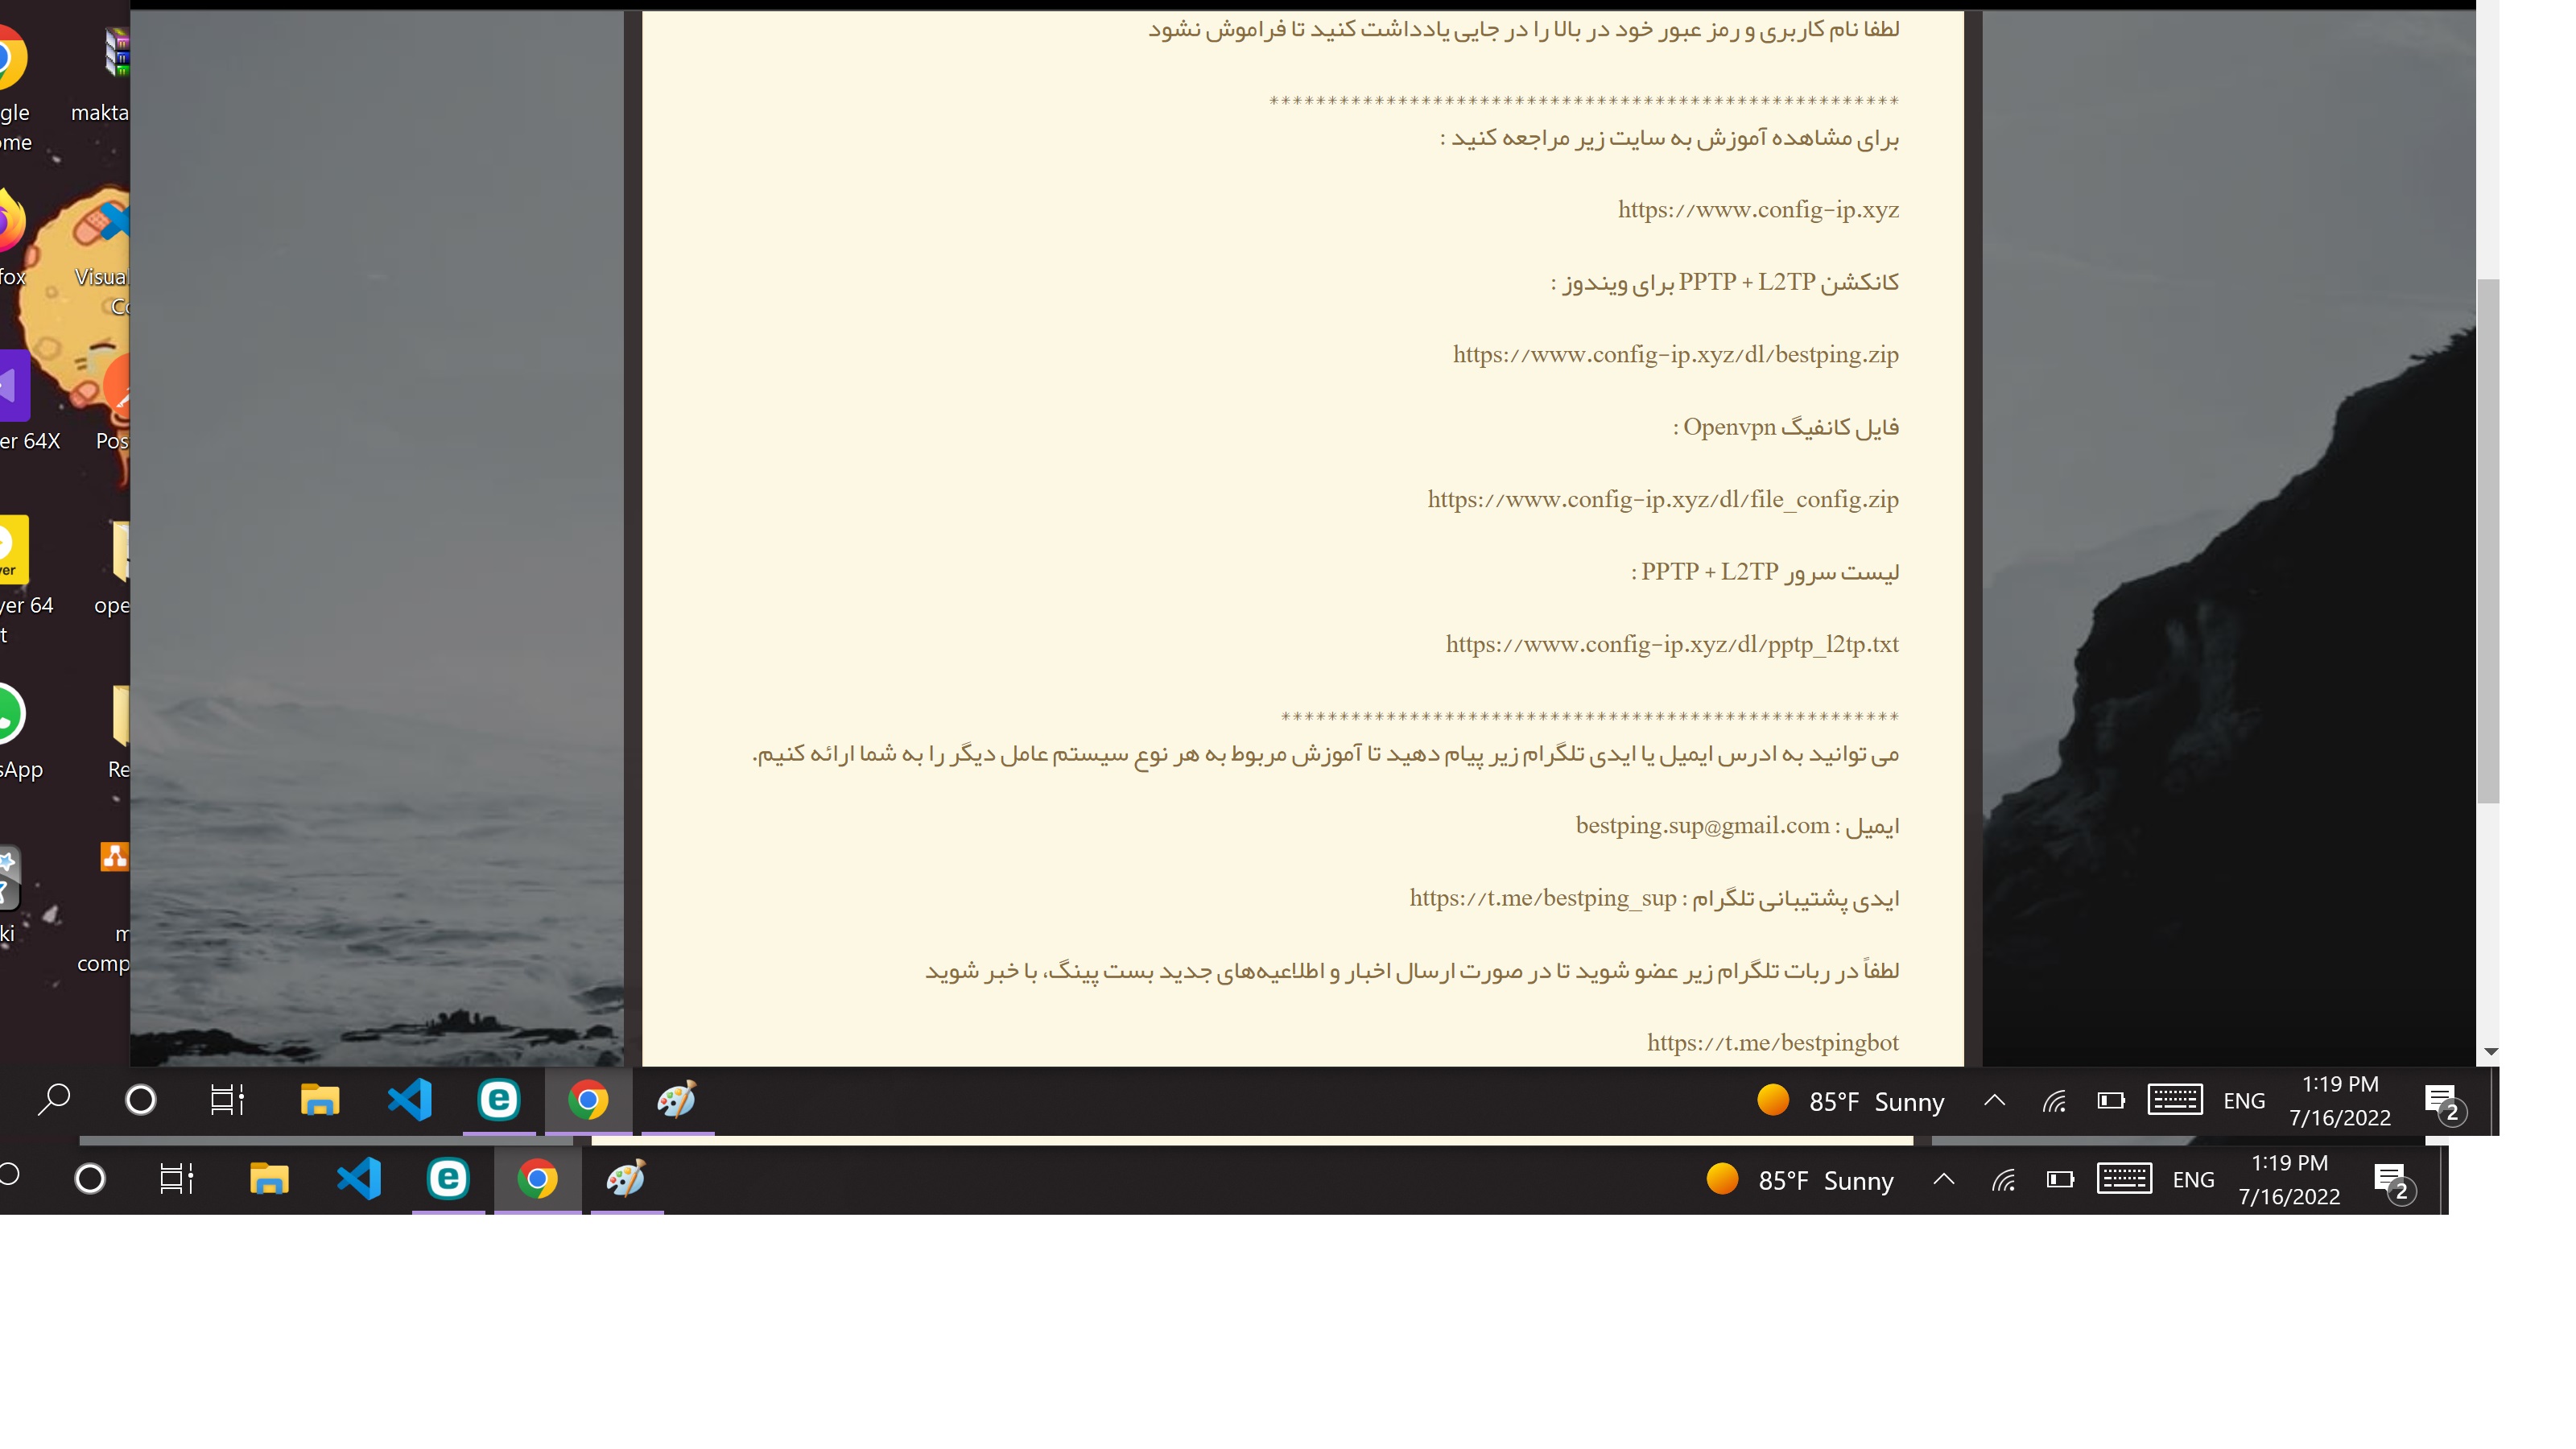 لطفا نام کاربری و رمز عبور خود در بالا را در جایی یادداشت کنید تا فراموش نشود
******************************************************
برای مشاهده آموزش به سایت زیر مراجعه کنید :
https://www.config-ip.xyz
کانکشن PPTP + L2TP برای ویندوز :
https://www.config-ip.xyz/dl/bestping.zip
فایل کانفیگ Openvpn :
https://www.config-ip.xyz/dl/file_config.zip
لیست سرور PPTP + L2TP :
https://www.config-ip.xyz/dl/pptp_l2tp.txt
*****************************************************
می توانید به ادرس ایمیل یا ایدی تلگرام زیر پیام دهید تا آموزش مربوط به هر نوع سیستم عامل دیگر را به شما ارائه کنیم.
ایمیل : bestping.sup@gmail.com
ایدی پشتیبانی تلگرام : https://t.me/bestping_sup
لطفاً در ربات تلگرام زیر عضو شوید تا در صورت ارسال اخبار و اطلاعیه‌های جدید بست پینگ، با خبر شوید
https://t.me/bestpingbot
gle
ome
makta
fox
Visua
Co
er 64X
Pos
ver
yer 64
t
ope
sApp
Re
ki
m
comp
85°F Sunny
ENG
1:19 PM
7/16/2022
2
85°F Sunny
ENG
1:19 PM
7/16/2022
2